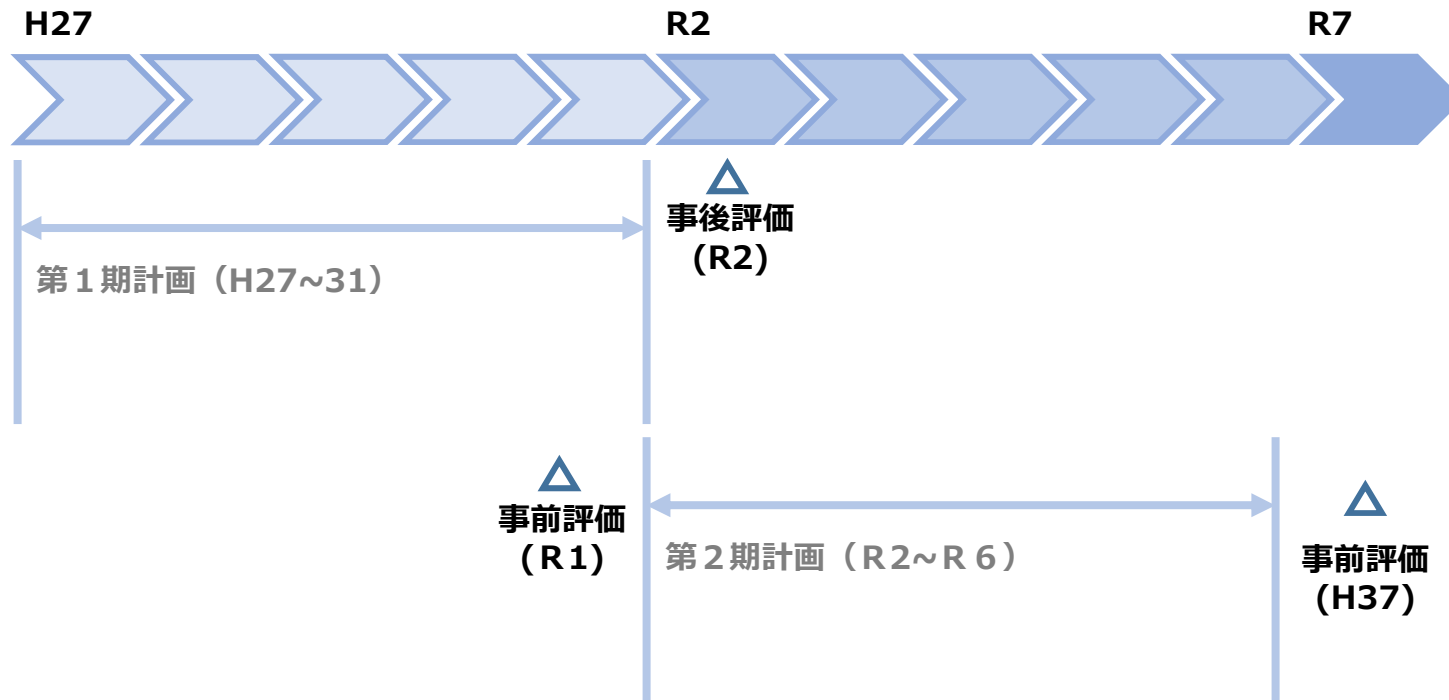 H27
R2
R7
事後評価
(R2)
第１期計画（H27~31）
事前評価
(Ｒ1)
第２期計画（Ｒ2~Ｒ６）
事前評価
(H37)